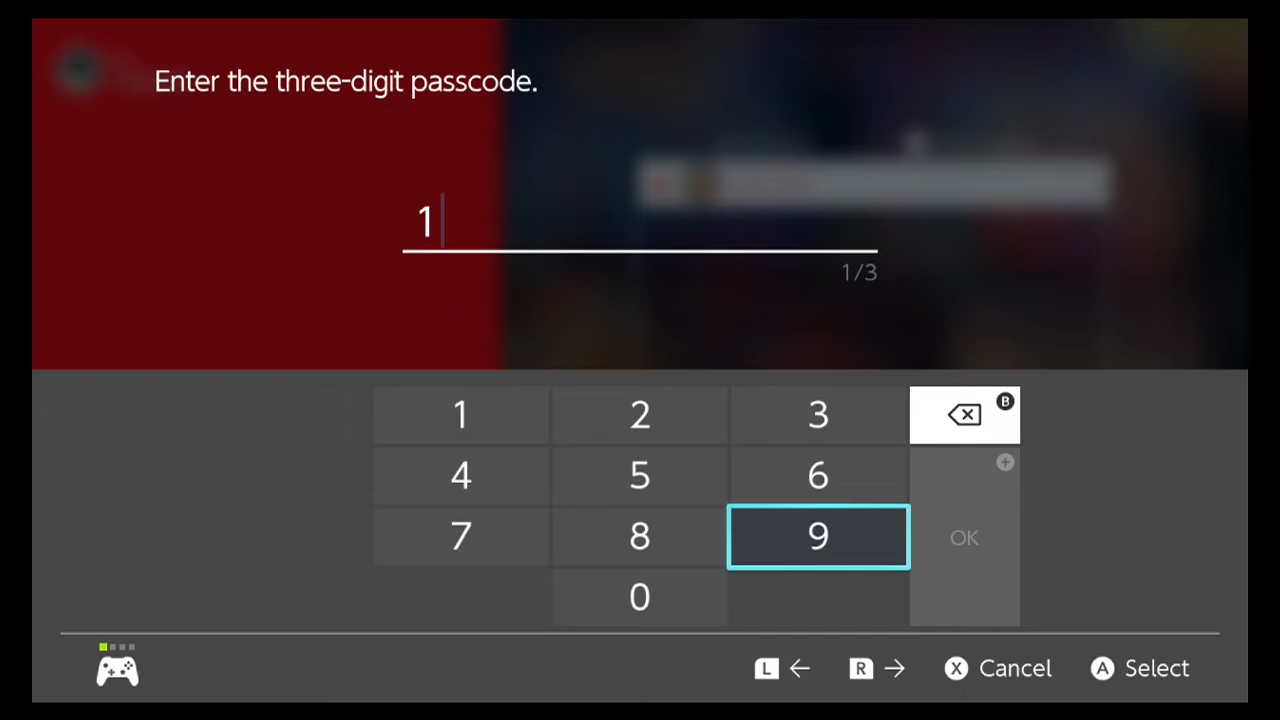 Enter the three-digit passcode.
1
1/3
1 2 3 B
4 5 6 +
7 8 9 OK
0
L ← R → X Cancel A Select